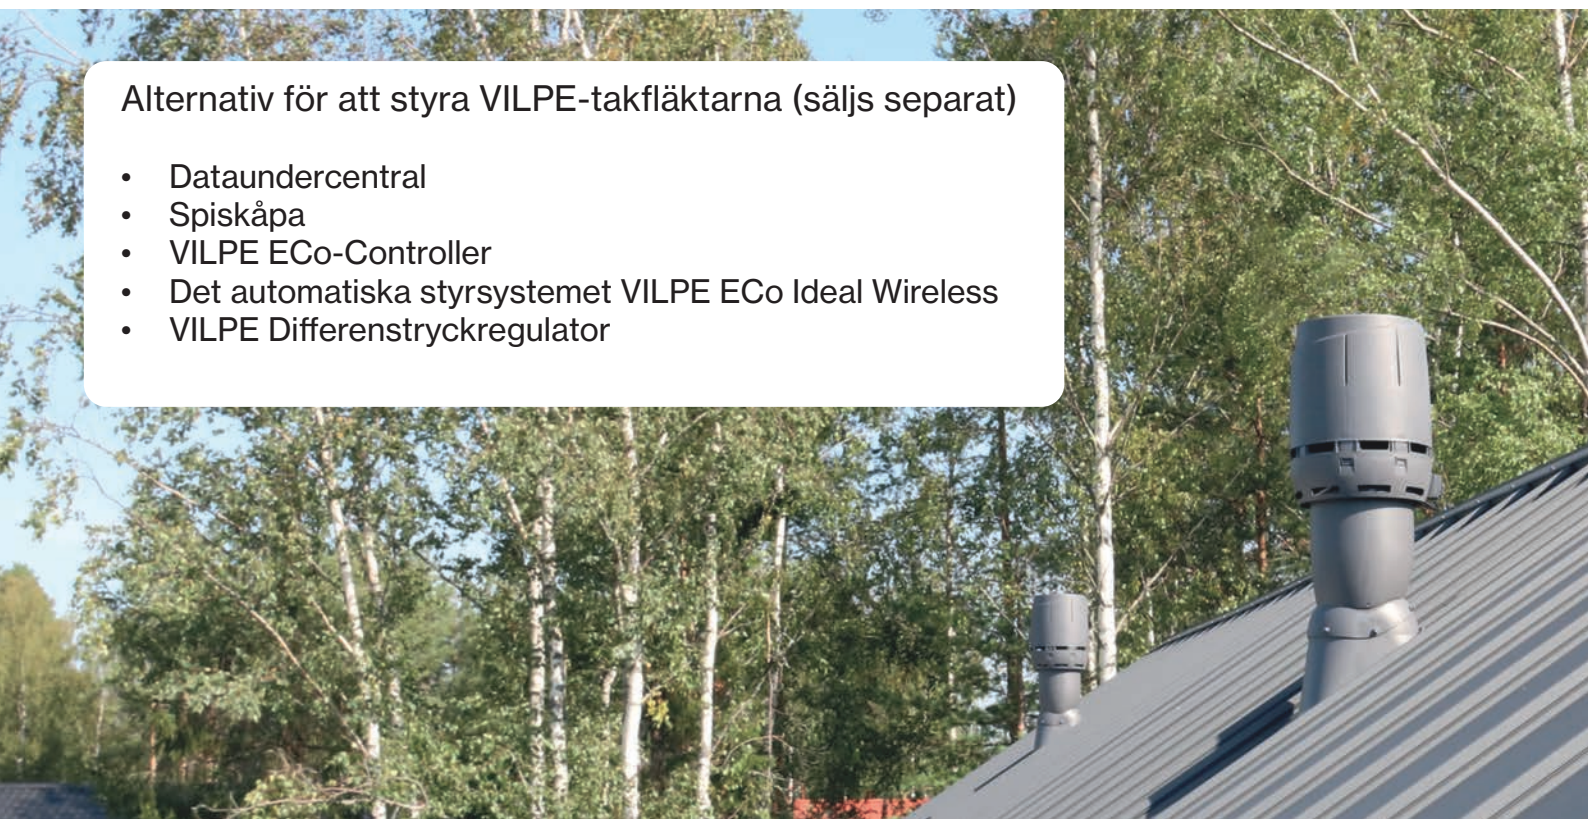 Alternativ för att styra VILPE-takfläktarna (säljs separat)
• Dataundercentral
• Spiskåpa
• VILPE ECo-Controller
• Det automatiska styrsystemet VILPE ECo Ideal Wireless
• VILPE Differenstryckregulator